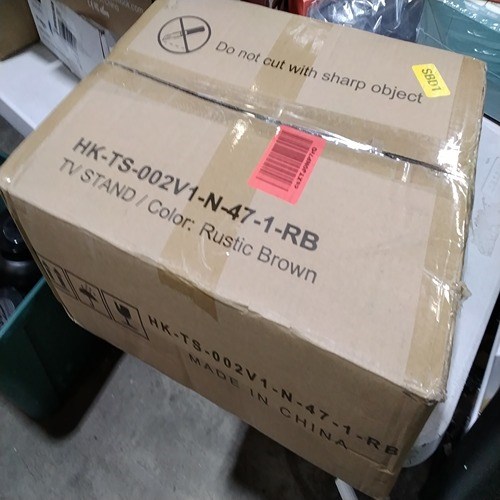 Do not cut with sharp object
SBD1
HK-TS-002V1-N-47-1-RB
TV STAND / Color: Rustic Brown
HK-TS-002V1-N-47-1-RB
MADE IN CHINA